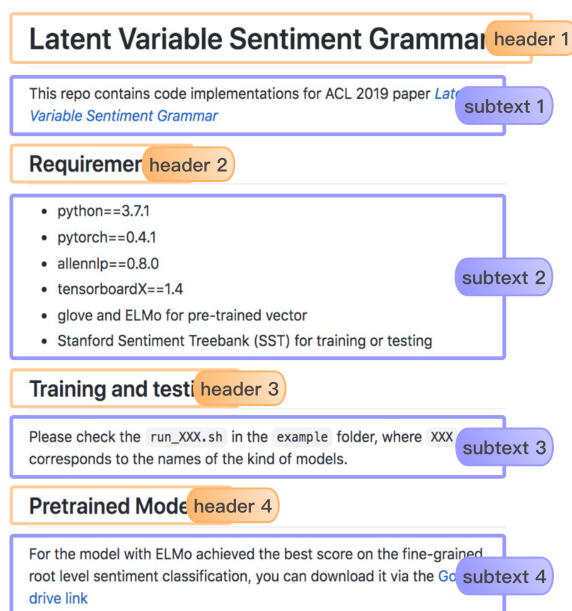 Latent Variable Sentiment Gramma
header 1
This repo contains code implementations for ACL 2019 paper
subtext 1
Variable Sentiment Grammar
header 2
python==3.7.1
pytorch==0.4.1
allennlp==0.8.0
subtext 2
tensorboardX==1.4
glove and ELMo for pre-trained vector
Stanford Sentiment Treebank (SST) for training or testing
Training and
header 3
Please check the run_XXX.sh in the example folder, where XXX
subtext 3
corresponds to the names of the kind of models.
Pretrained
header 4
For the model with ELMo achieved the best score on the fine-grained
root level sentiment classification, you can download it via the
subtext 4
drive link